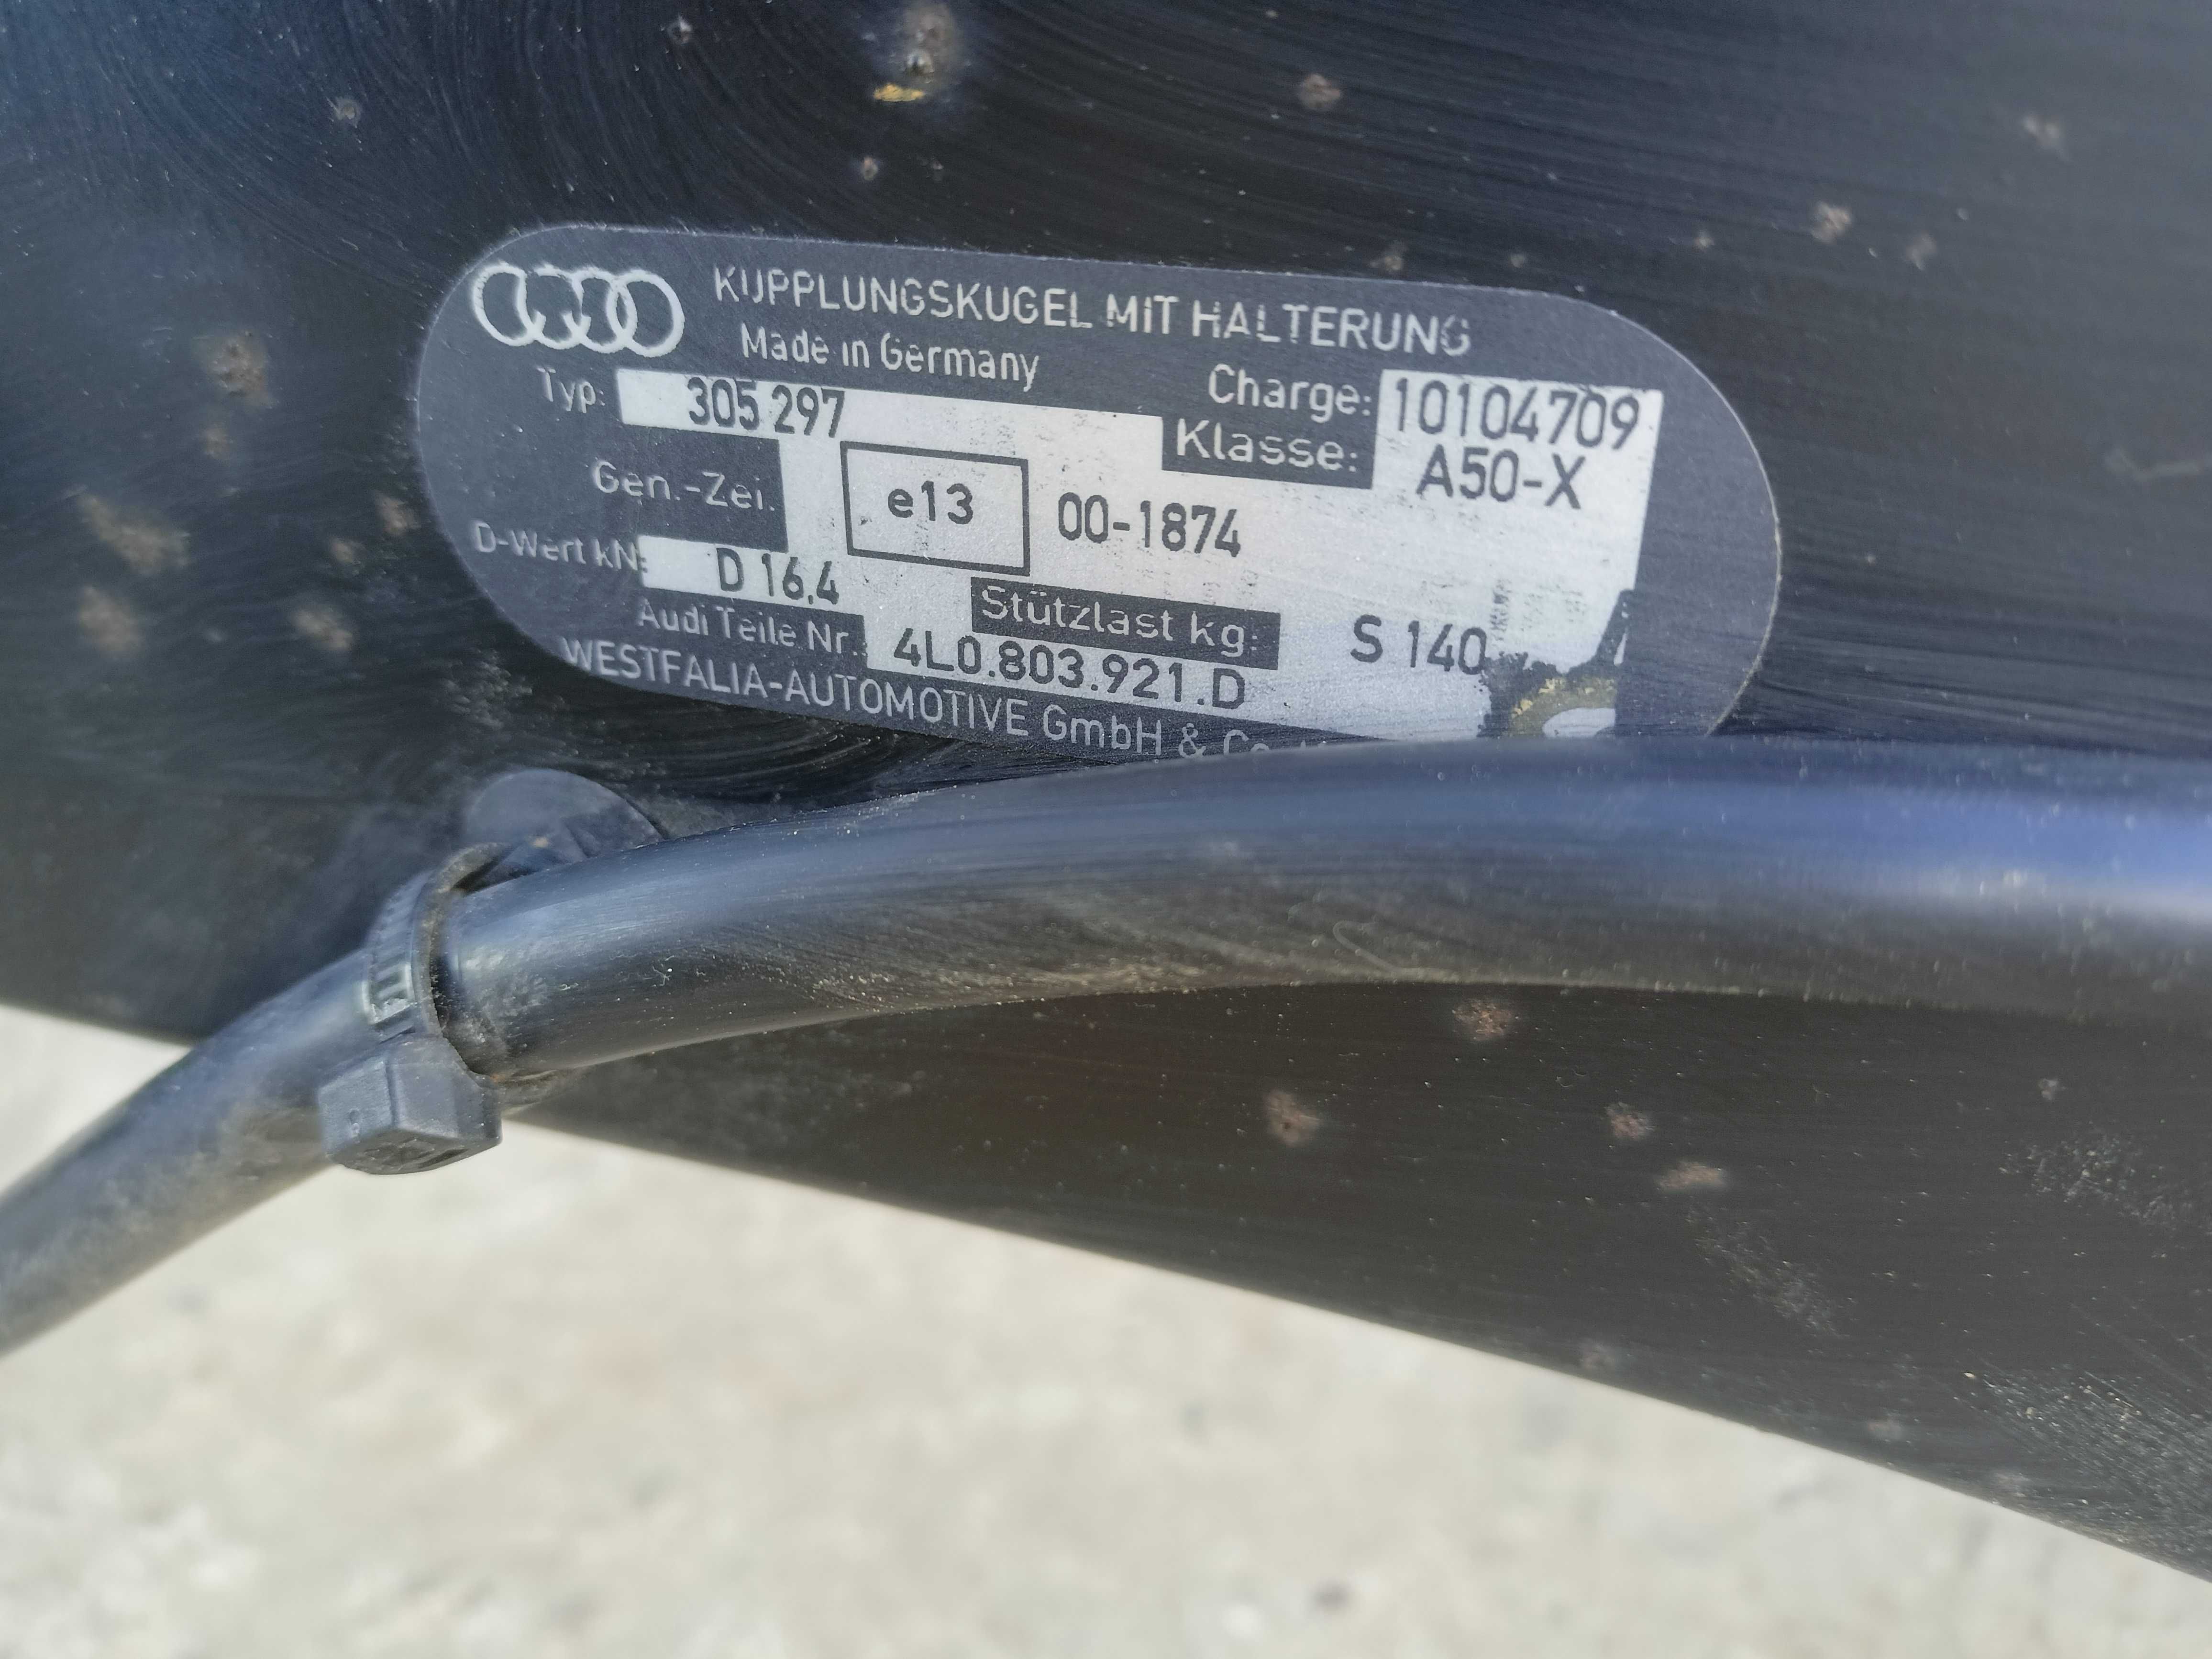 KUPPLUNGSKUGEL MIT HALTERUNG
Made in Germany
Typ: 305 297 Charge: 10104709
Klasse: A50-X
Gen.-Zei. e13 00-1874
D-Wert kN: D 16,4 Stützlast kg: S 140
Audi Teile Nr.: 4L0.803.921.D
WESTFALIA-AUTOMOTIVE GmbH & Co.